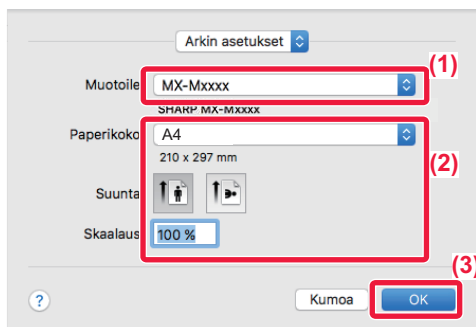 Arkin asetukset
(1)
Muotoile MX-Mxxxx
SHARP MX-Mxxxx
Paperikoko A4
210 x 297 mm
(2)
Suunta
Skaalaus 100 %
(3)
? Kumoa OK